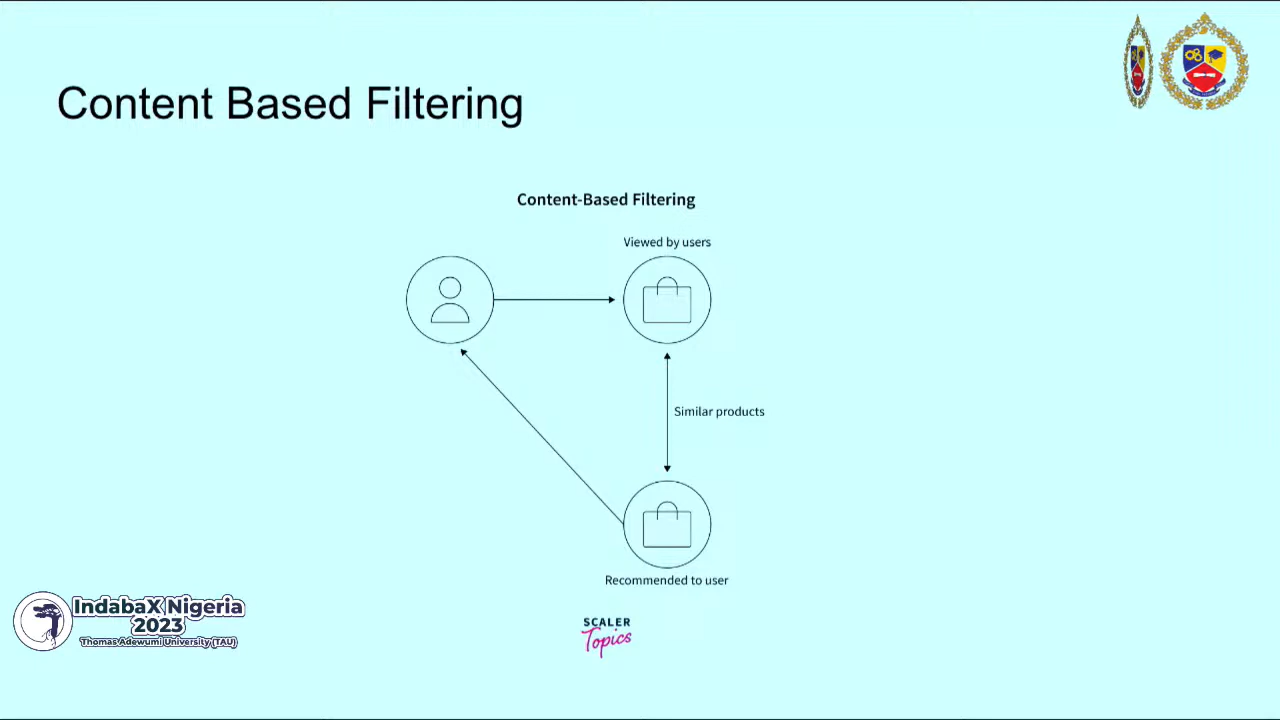 Content Based Filtering
Content-Based Filtering
Viewed by users
Similar products
Recommended to user
SCALER
Topics
IndabaX Nigeria
2023
Thomas Adewumi University (TAU)